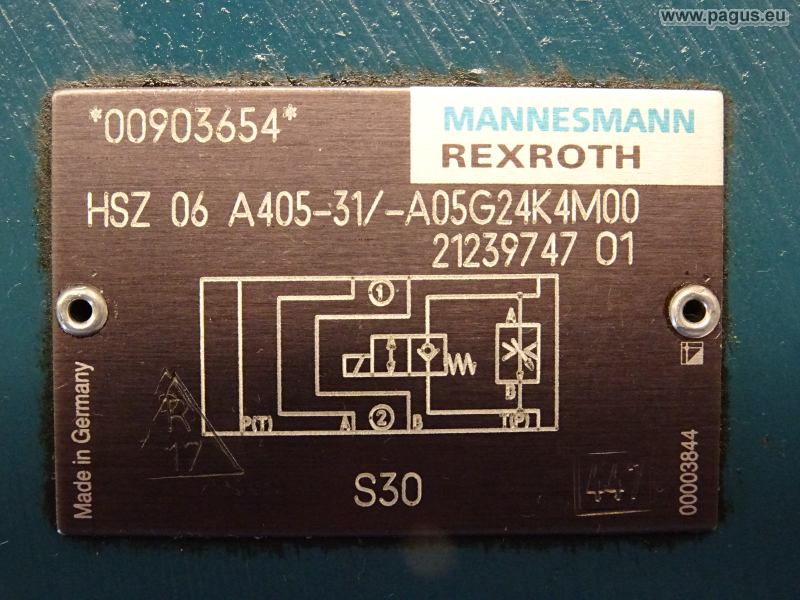 www.pagus.eu
*00903654*
MANNESMANN
REXROTH
HSZ 06 A405-31/-A05G24K4M00
21239747 01
1
A
B
P(T) A 2 B T(P)
Made in Germany
R
17
S30
447
00003844